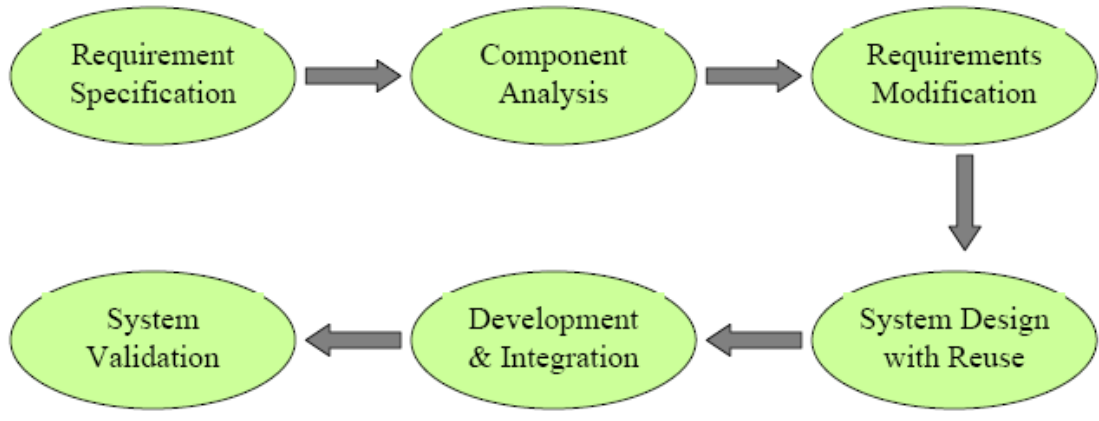 Requirement
Specification
Component
Analysis
Requirements
Modification
System Design
with Reuse
Development
& Integration
System
Validation